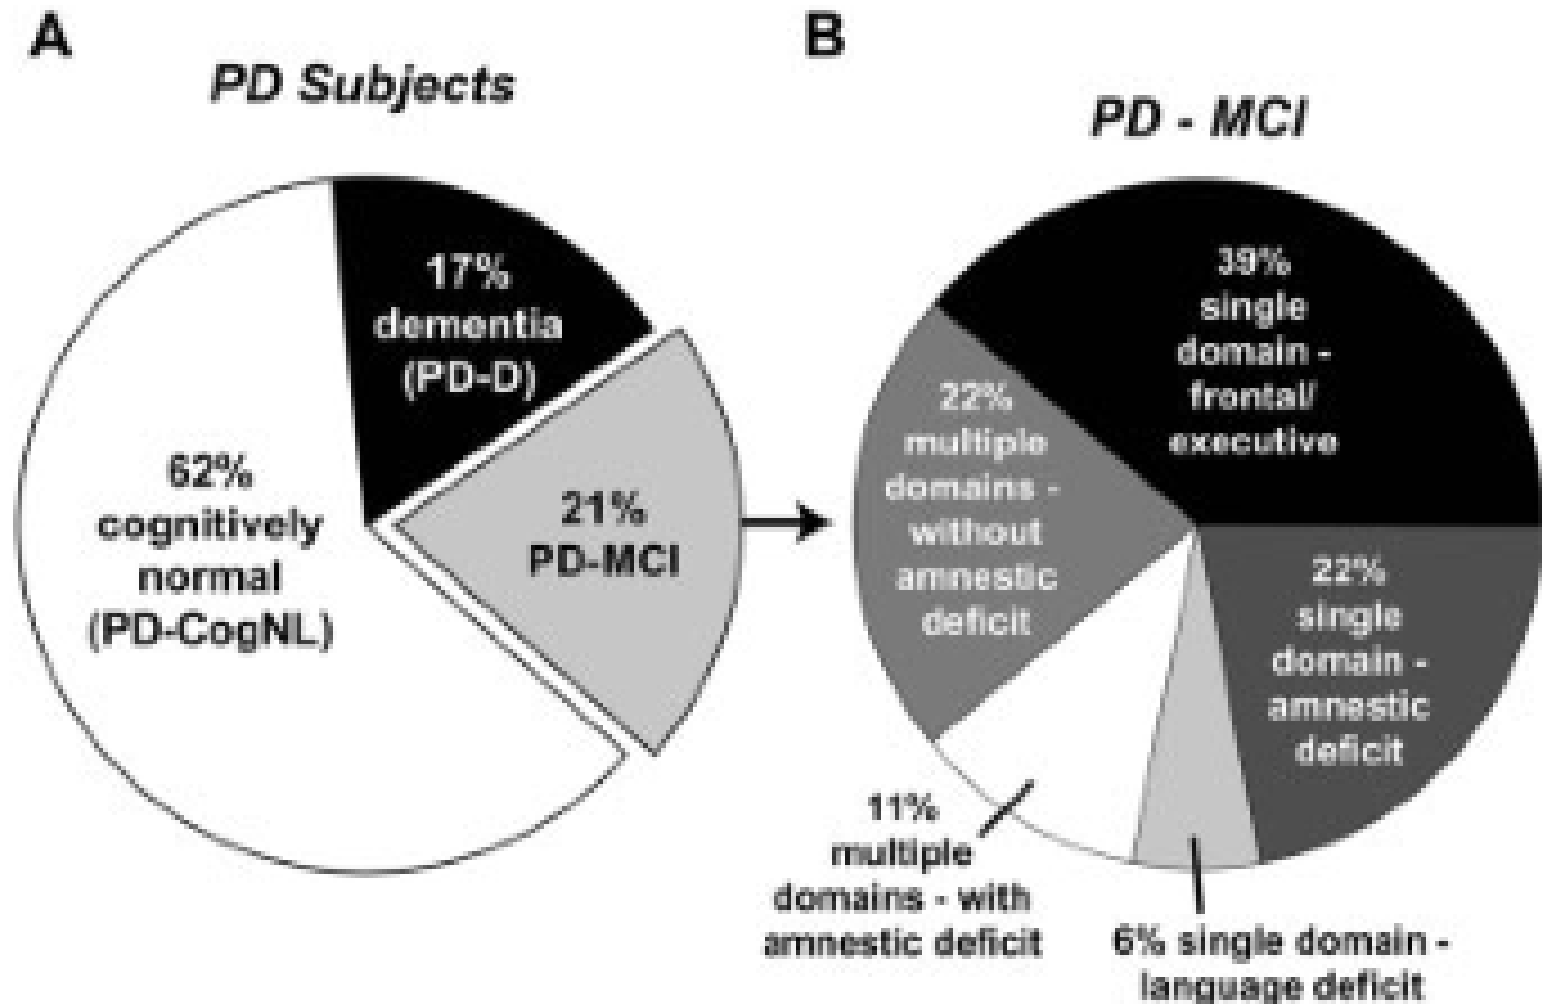 A
PD Subjects
17%
dementia
(PD-D)
62%
cognitively
normal
(PD-CogNL)
21%
PD-MCI
B
PD - MCI
39%
single
domain -
frontal/
executive
22%
multiple
domains -
without
amnestic
deficit
22%
single
domain -
amnestic
deficit
11%
multiple
domains - with
amnestic deficit
6% single domain -
language deficit